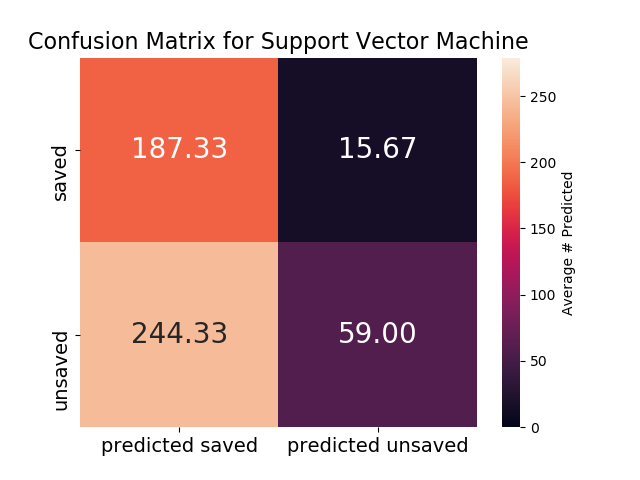 Confusion Matrix for Support Vector Machine
saved
unsaved
187.33
15.67
244.33
59.00
predicted saved
predicted unsaved
250
200
150
100
50
0
Average # Predicted